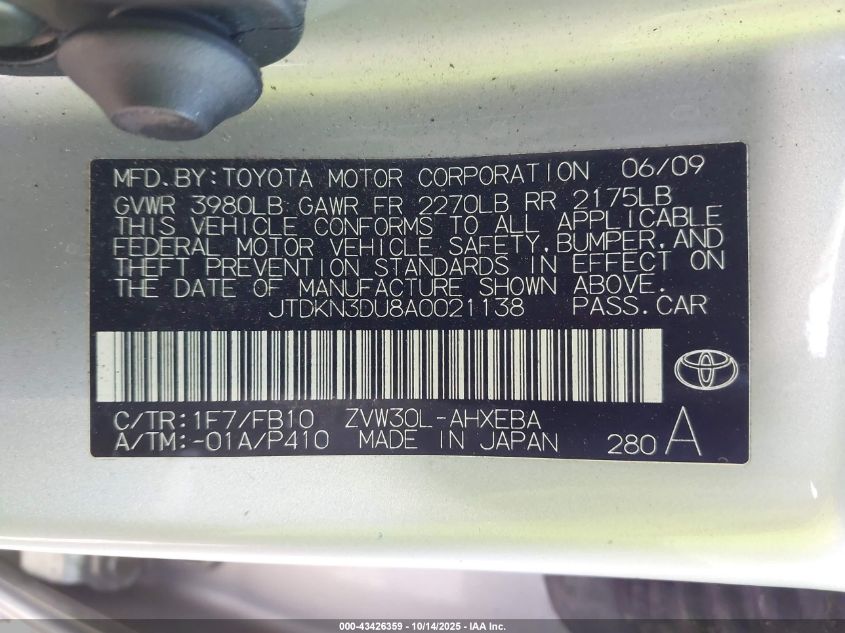 MFD.BY:TOYOTA MOTOR CORPORATION 06/09
GVWR 3980LB GAWR FR 2270LB RR 2175LB
THIS VEHICLE CONFORMS TO ALL APPLICABLE
FEDERAL MOTOR VEHICLE SAFETY,BUMPER,AND
THEFT PREVENTION STANDARDS IN EFFECT ON
THE DATE OF MANUFACTURE SHOWN ABOVE.
JTDKN3DU8A0021138 PASS.CAR
C/TR:1F7/FB10 ZVW30L-AHXEBA
A/TM:-01A/P410 MADE IN JAPAN 280 A
000-43426359 | 10/14/2025 - IAA Inc.